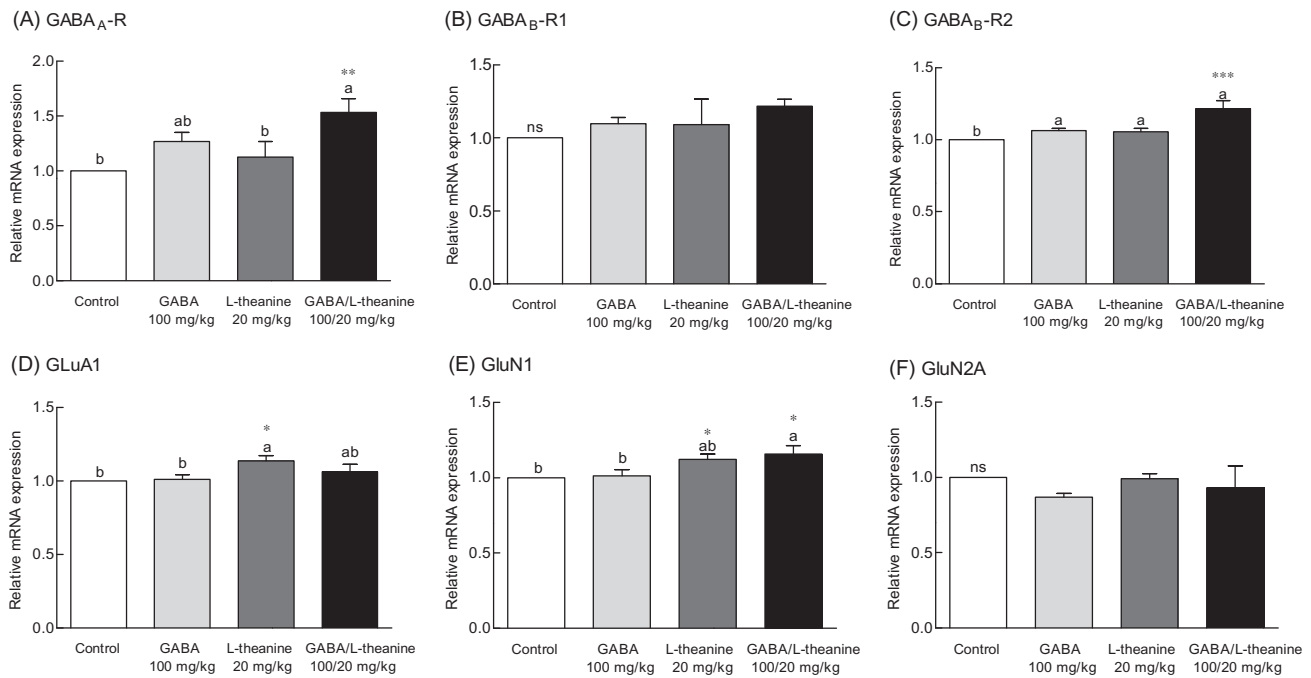 (A) GABA A-R
Relative mRNA expression
2.0
1.5
1.0
0.5
0.0
b
ab
b
**
a
Control
GABA
100 mg/kg
L-theanine
20 mg/kg
GABA/L-theanine
100/20 mg/kg
(B) GABA B-R1
Relative mRNA expression
1.5
1.0
0.5
0.0
ns
Control
GABA
100 mg/kg
L-theanine
20 mg/kg
GABA/L-theanine
100/20 mg/kg
(C) GABA B-R2
Relative mRNA expression
1.5
1.0
0.5
0.0
b
a
a
***
a
Control
GABA
100 mg/kg
L-theanine
20 mg/kg
GABA/L-theanine
100/20 mg/kg
(D) GLuA1
Relative mRNA expression
1.5
1.0
0.5
0.0
b
b
*
a
ab
Control
GABA
100 mg/kg
L-theanine
20 mg/kg
GABA/L-theanine
100/20 mg/kg
(E) GluN1
Relative mRNA expression
1.5
1.0
0.5
0.0
b
b
*
ab
*
a
Control
GABA
100 mg/kg
L-theanine
20 mg/kg
GABA/L-theanine
100/20 mg/kg
(F) GluN2A
Relative mRNA expression
1.5
1.0
0.5
0.0
ns
Control
GABA
100 mg/kg
L-theanine
20 mg/kg
GABA/L-theanine
100/20 mg/kg